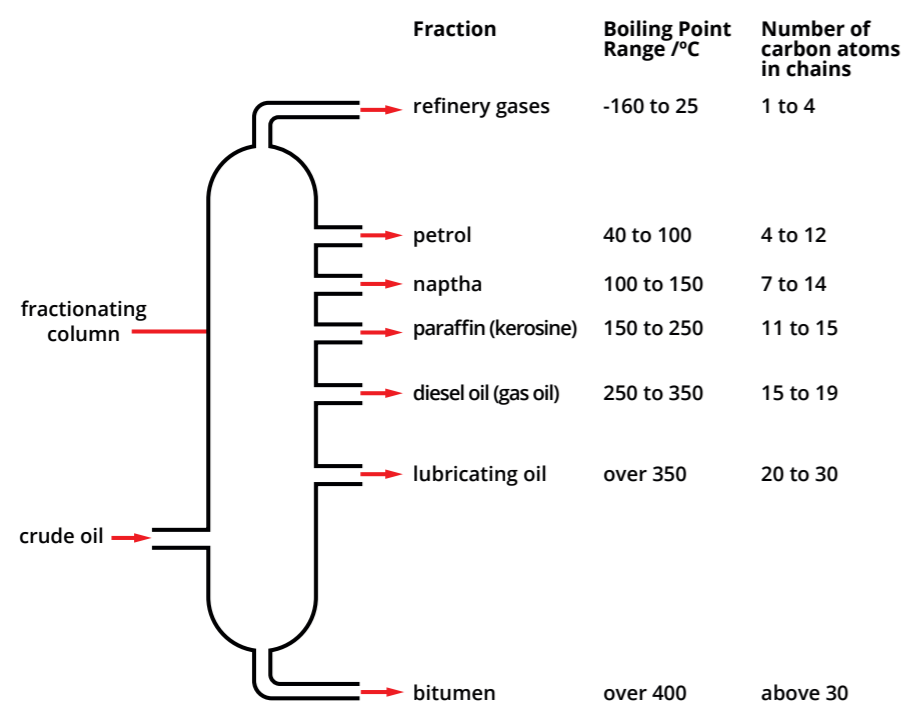 Fraction
Boiling Point
Range /ºC
Number of
carbon atoms
in chains
refinery gases -160 to 25 1 to 4
petrol 40 to 100 4 to 12
naptha 100 to 150 7 to 14
fractionating
column
paraffin (kerosine) 150 to 250 11 to 15
diesel oil (gas oil) 250 to 350 15 to 19
lubricating oil over 350 20 to 30
crude oil
bitumen over 400 above 30